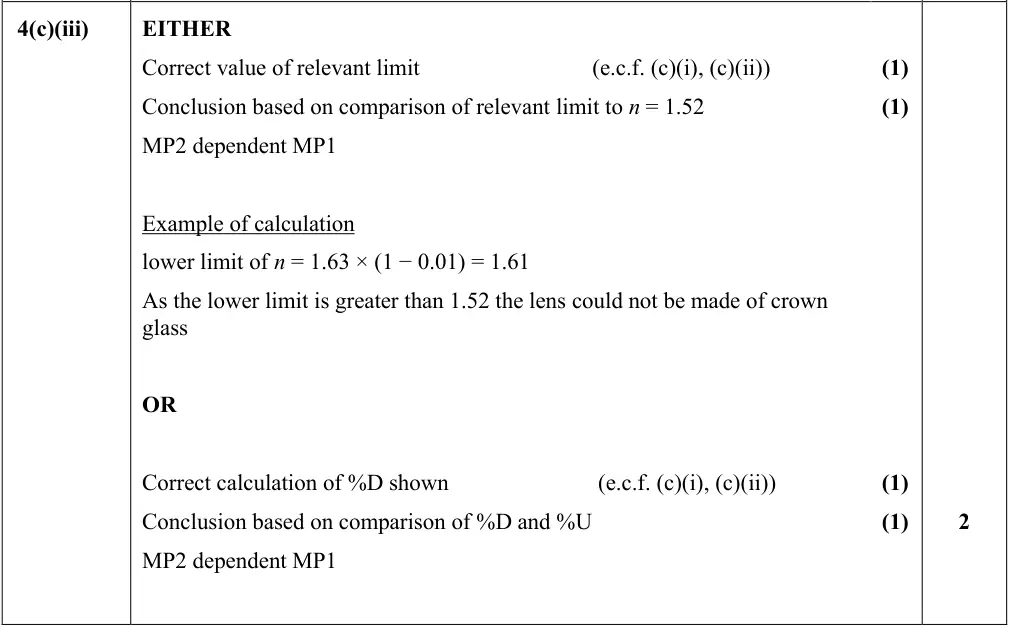 4(c)(iii)
EITHER
Correct value of relevant limit (e.c.f. (c)(i), (c)(ii)) (1)
Conclusion based on comparison of relevant limit to n = 1.52 (1)
MP2 dependent MP1
Example of calculation
lower limit of n = 1.63 × (1 − 0.01) = 1.61
As the lower limit is greater than 1.52 the lens could not be made of crown
glass
OR
Correct calculation of %D shown (e.c.f. (c)(i), (c)(ii)) (1)
Conclusion based on comparison of %D and %U (1) 2
MP2 dependent MP1